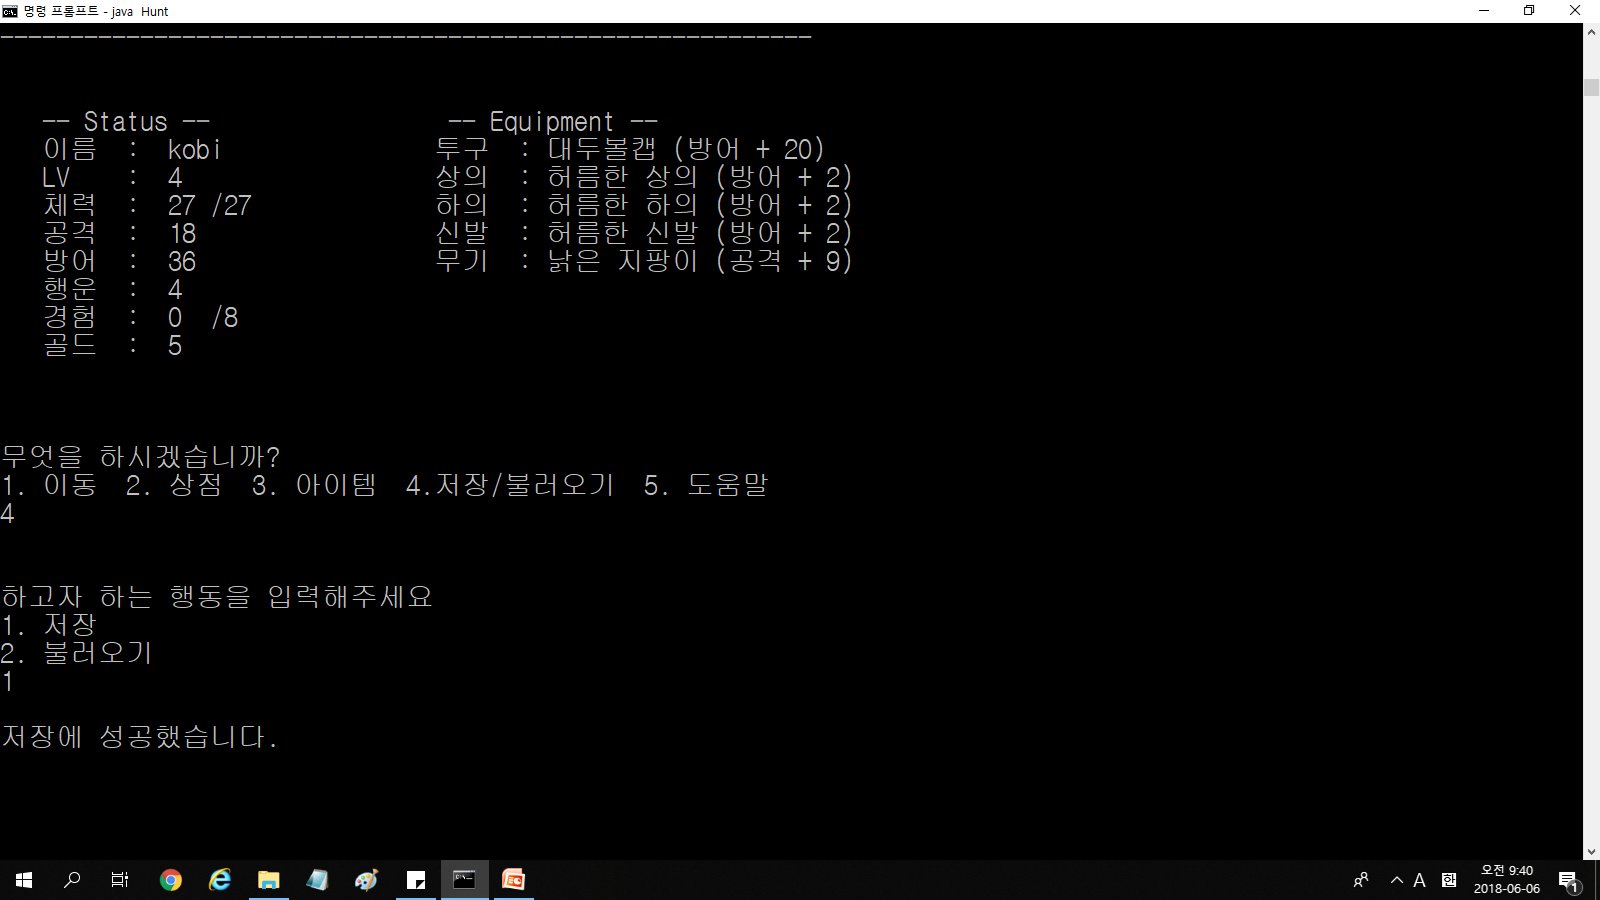 명령 프롬프트 - java Hunt
-- Status -- -- Equipment --
이름 : kobi 투구 : 대두볼캡 (방어 + 20)
LV : 4 상의 : 허름한 상의 (방어 + 2)
체력 : 27 /27 하의 : 허름한 하의 (방어 + 2)
공격 : 18 신발 : 허름한 신발 (방어 + 2)
방어 : 36 무기 : 낡은 지팡이 (공격 + 9)
행운 : 4
경험 : 0 /8
골드 : 5
무엇을 하시겠습니까?
1. 이동 2. 상점 3. 아이템 4.저장/불러오기 5. 도움말
4
하고자 하는 행동을 입력해주세요
1. 저장
2. 불러오기
1
저장에 성공했습니다.
A 한 오전 9:40
2018-06-06 1